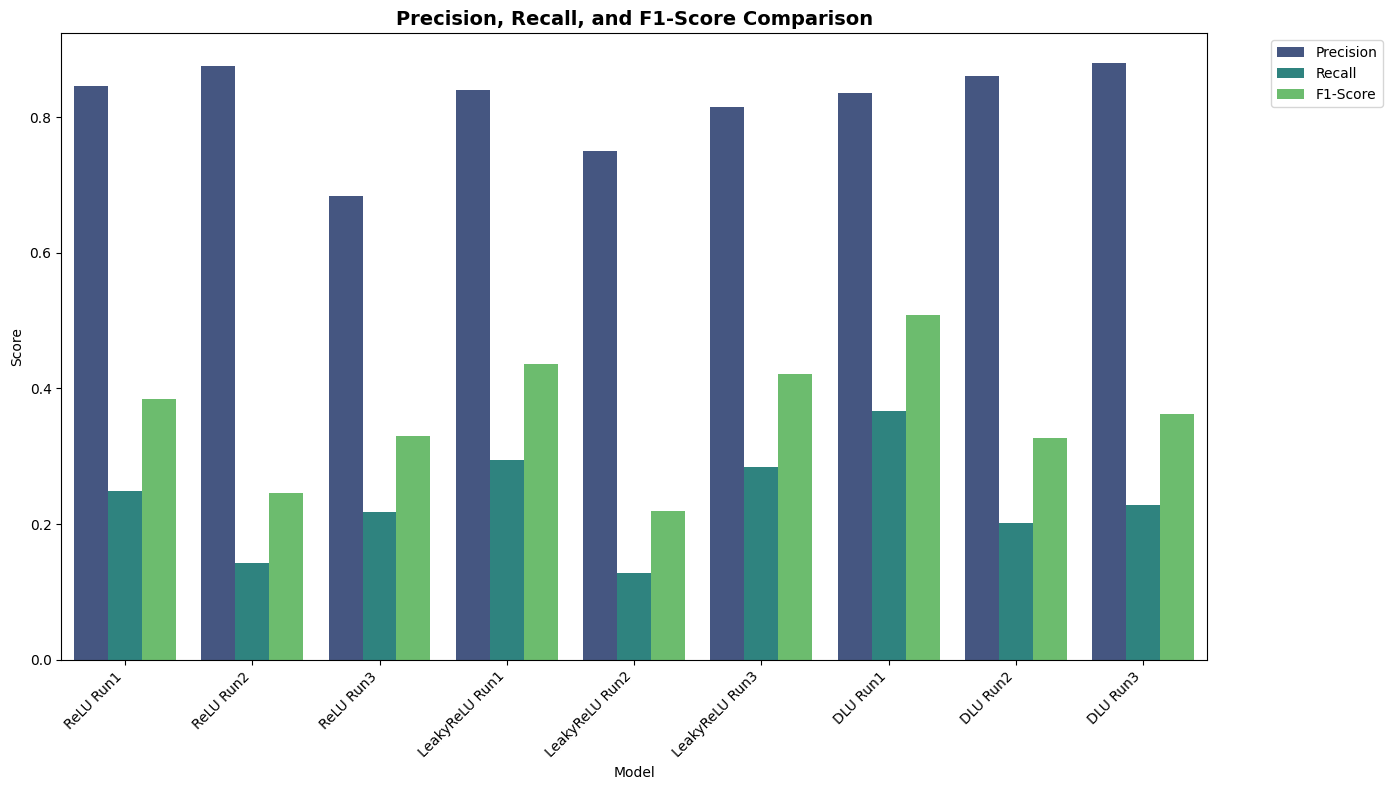 Precision, Recall, and F1-Score Comparison
Precision
Recall
F1-Score
Score
0.8
0.6
0.4
0.2
0.0
ReLU Run1
ReLU Run2
ReLU Run3
LeakyReLU Run1
LeakyReLU Run2
LeakyReLU Run3
DLU Run1
DLU Run2
DLU Run3
Model